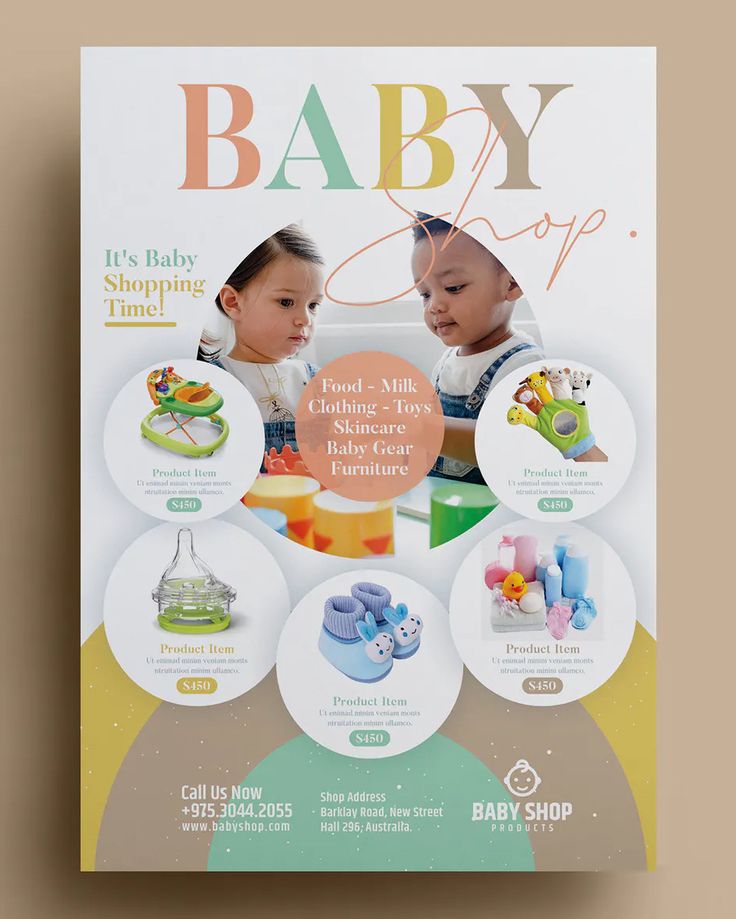 BABY
Shop.
It's Baby
Shopping
Time!
Food - Milk
Clothing - Toys
Skincare
Baby Gear
Furniture
Product Item
Ut enimad minim veniam monts
ntruitation minim ullamco.
$450
Product Item
Ut enimad minim veniam monts
ntruitation minim ullamco.
$450
Product Item
Ut enimad minim veniam monts
ntruitation minim ullamco.
$450
Product Item
Ut enimad minim veniam monts
ntruitation minim ullamco.
$450
Product Item
Ut enimad minim veniam monts
ntruitation minim ullamco.
$450
Call Us Now
+975.3044.2055
www.babyshop.com
Shop Address
Barklay Road, New Street
Hall 296, Australia.
BABY SHOP
PRODUCTS